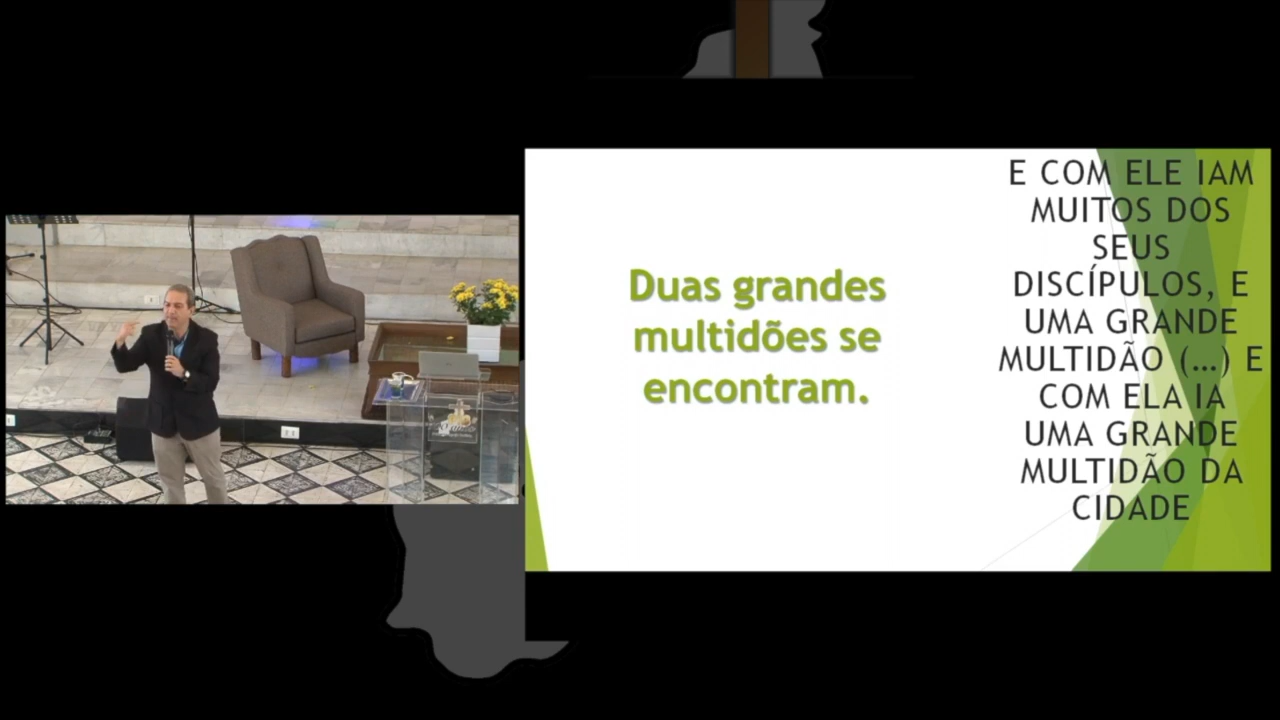 Duas grandes
multidões se
encontram.
E COM ELE IAM
MUITOS DOS
SEUS
DISCÍPULOS, E
UMA GRANDE
MULTIDÃO (...) E
COM ELA IA
UMA GRANDE
MULTIDÃO DA
CIDADE